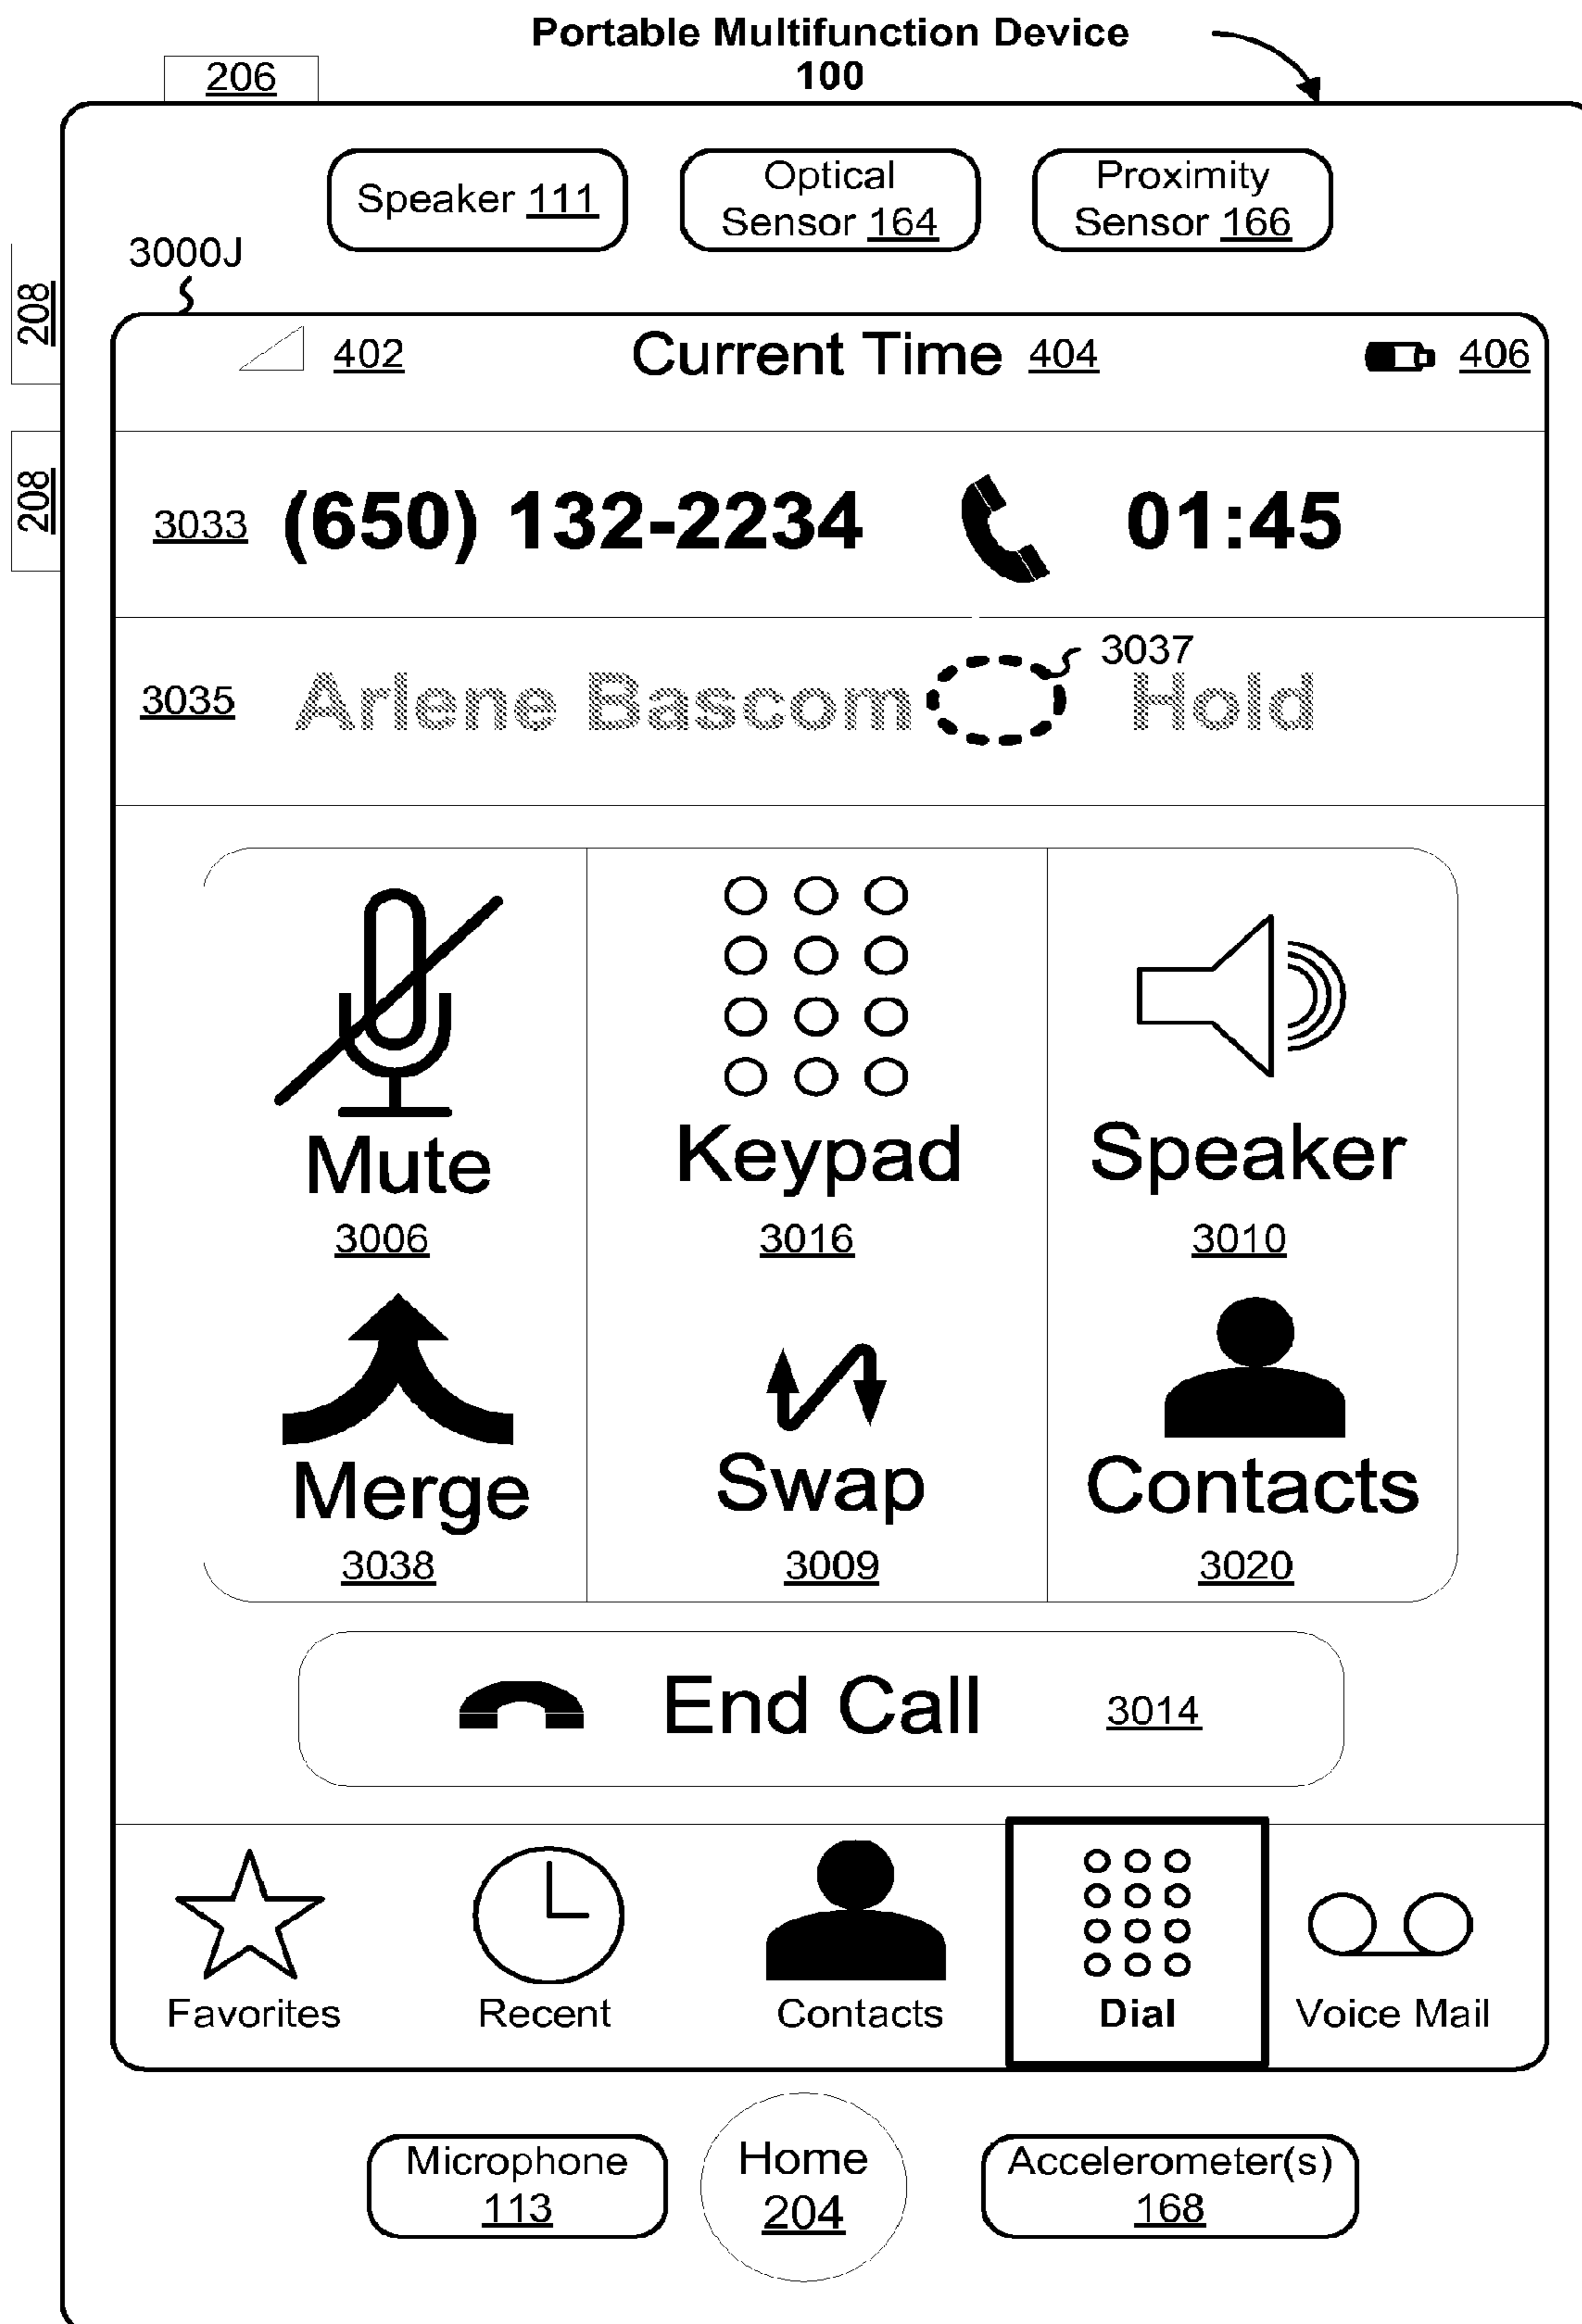 Portable Multifunction Device
100
206
Speaker 111
Optical
Sensor 164
Proximity
Sensor 166
3000J
208
402
Current Time 404
406
208
3033
(650) 132-2234
01:45
3037
3035
Arlene Bascom
Hold
Mute
Keypad
Speaker
3006
3016
3010
Merge
Swap
Contacts
3038
3009
3020
End Call
3014
Favorites
Recent
Contacts
Dial
Voice Mail
Microphone
113
Home
204
Accelerometer(s)
168